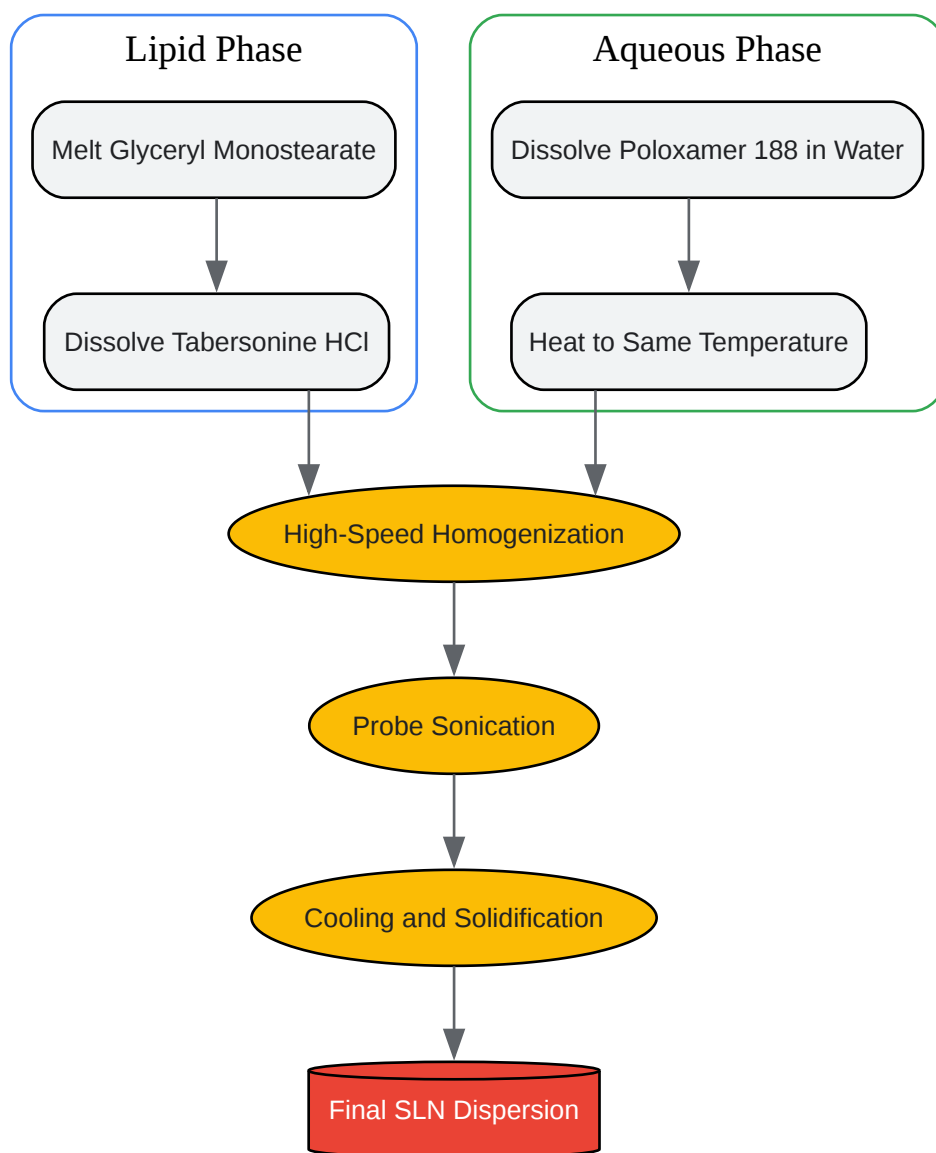 Lipid Phase
Melt Glyceryl Monostearate
Dissolve Tabersonine HCl
Aqueous Phase
Dissolve Poloxamer 188 in Water
Heat to Same Temperature
High-Speed Homogenization
Probe Sonication
Cooling and Solidification
Final SLN Dispersion